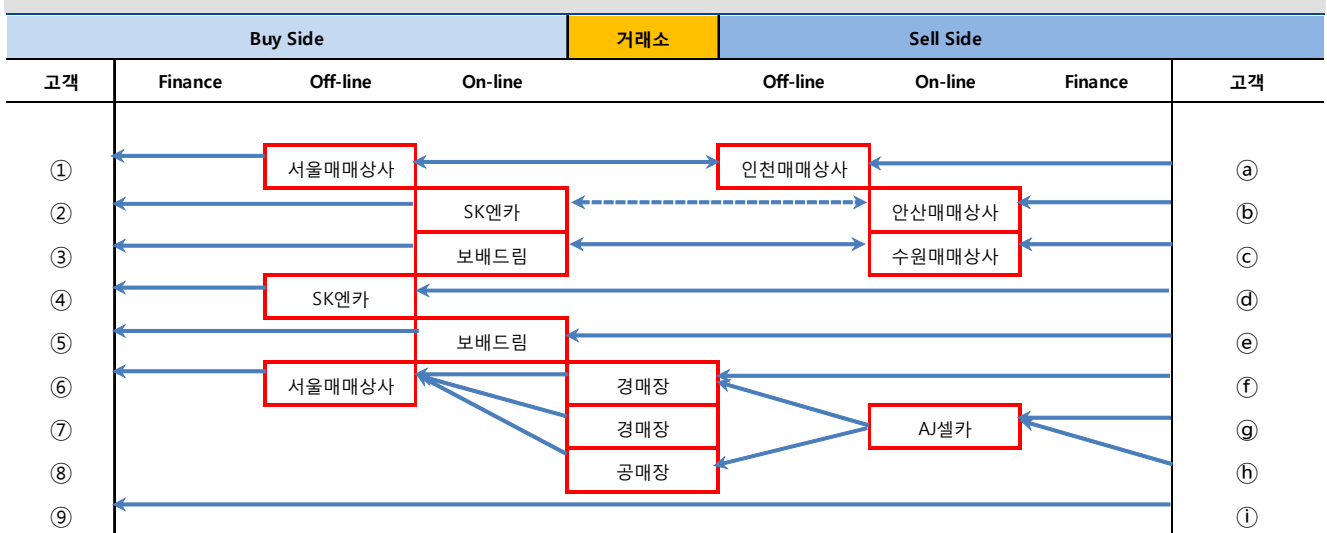 Buy Side 거래소 Sell Side
고객 Finance Off-line On-line Off-line On-line Finance 고객
① 서울매매상사 인천매매상사 ⓐ
② SK엔카 안산매매상사 ⓑ
③ 보배드림 수원매매상사 ⓒ
④ SK엔카 ⓓ
⑤ 보배드림 ⓔ
⑥ 서울매매상사 경매장 ⓕ
⑦ 경매장 AJ셀카 ⓖ
⑧ 공매장 ⓗ
⑨ ⓘ